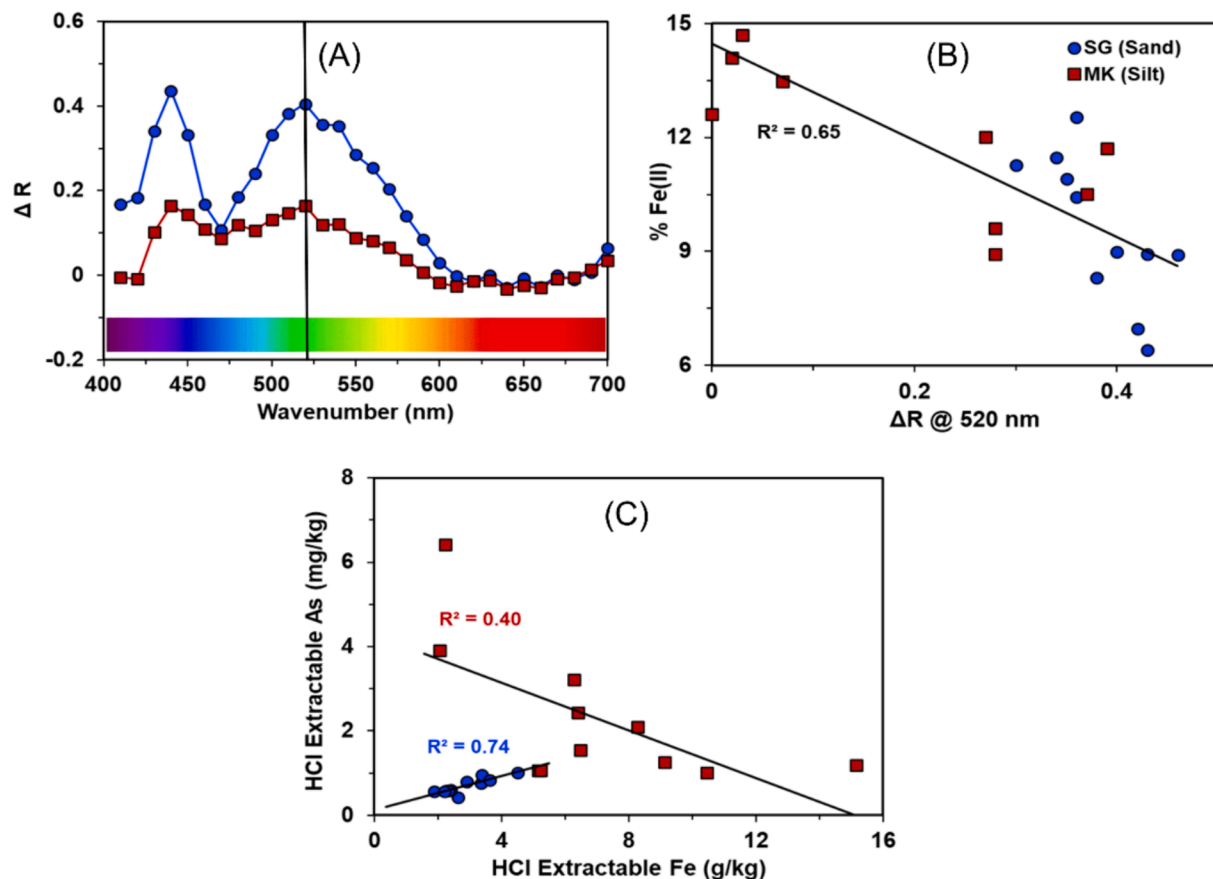 (A)
0.6
0.4
0.2
0
-0.2
Δ R
400 450 500 550 600 650 700
Wavenumber (nm)
(B)
SG (Sand)
MK (Silt)
15
12
9
6
% Fe(II)
R² = 0.65
0 0.2 0.4
ΔR @ 520 nm
(C)
8
6
4
2
0
HCl Extractable As (mg/kg)
R² = 0.40
R² = 0.74
0 4 8 12 16
HCl Extractable Fe (g/kg)